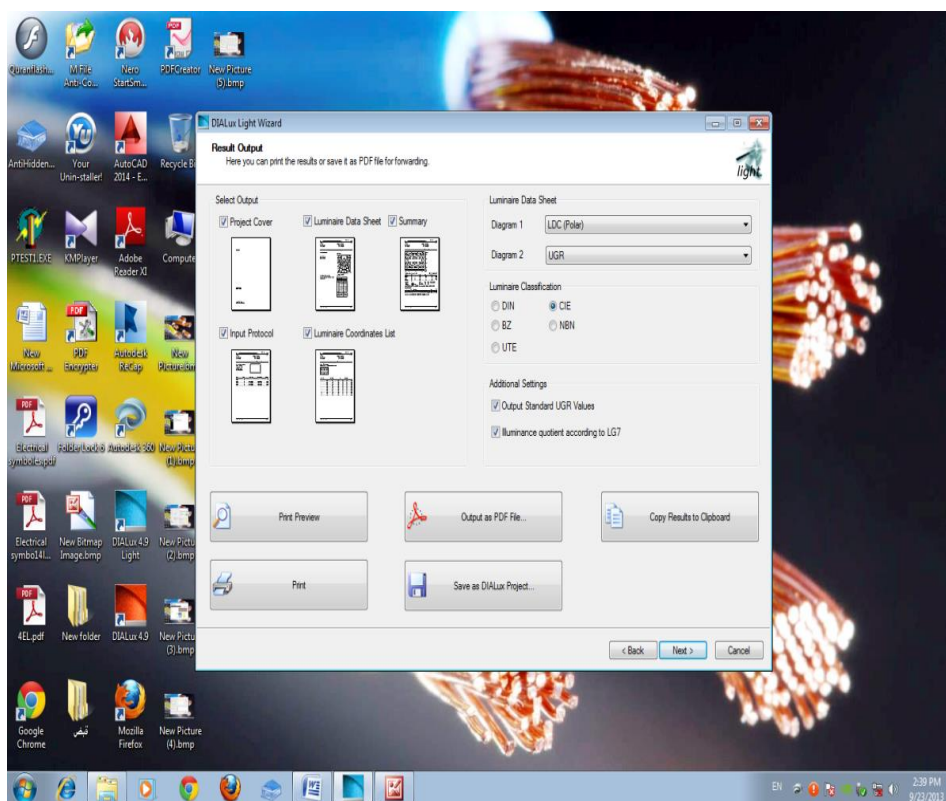 Quranflash...
M File
Anti-Co...
Nero
StartSm...
PDFCreator
New Picture
(5).bmp
AntiHidden...
Your
Unin-staller!
AutoCAD
2014 - E...
Recycle Bi
PTEST1.EXE
KMPlayer
Adobe
Reader XI
Compute
New
Microsoft ...
PDF
Encrypter
Autodesk
ReCap
New
Picture.bm
Electrical
symboles.pdf
Folder Lock 6
Autodesk 360
New Pictu
(1).bmp
Electrical
symbo14l...
New Bitmap
Image.bmp
DIALux 4.9
Light
New Pictu
(2).bmp
4EL.pdf
New folder
DIALux 4.9
New Pictu
(3).bmp
Google
Chrome
قبض
Mozilla
Firefox
New Picture
(4).bmp
DIALux Light Wizard
Result Output
Here you can print the results or save it as PDF file for forwarding.
light
Select Output
Project Cover
Luminaire Data Sheet
Summary
Input Protocol
Luminaire Coordinates List
Luminaire Data Sheet
Diagram 1
LDC (Polar)
Diagram 2
UGR
Luminaire Classification
DIN
CIE
BZ
NBN
UTE
Additional Settings
Output Standard UGR Values
Illuminance quotient according to LG7
Print Preview
Output as PDF File...
Copy Results to Clipboard
Print
Save as DIALux Project...
< Back
Next >
Cancel
EN
2:39 PM
9/23/2013